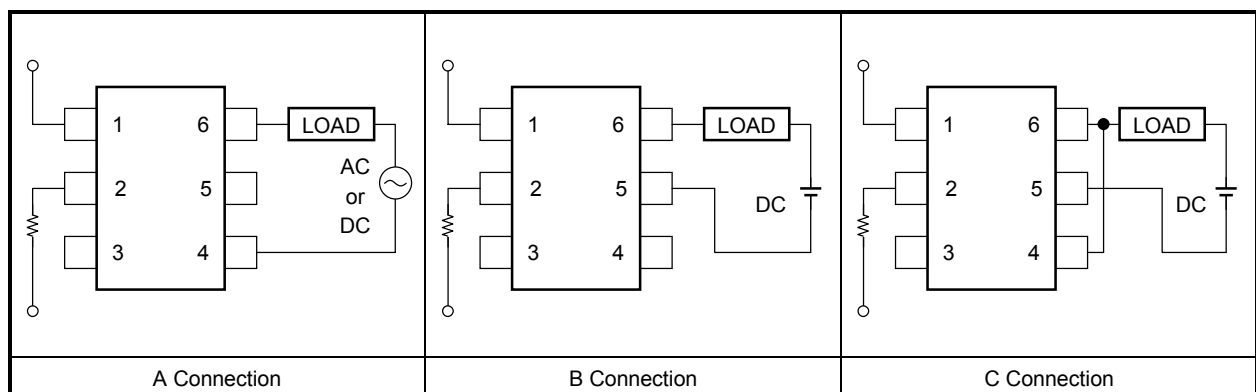 1 6 LOAD
2 5
3 4
AC
or
DC
A Connection
1 6 LOAD
2 5
3 4
DC
B Connection
1 6 LOAD
2 5
3 4
DC
C Connection